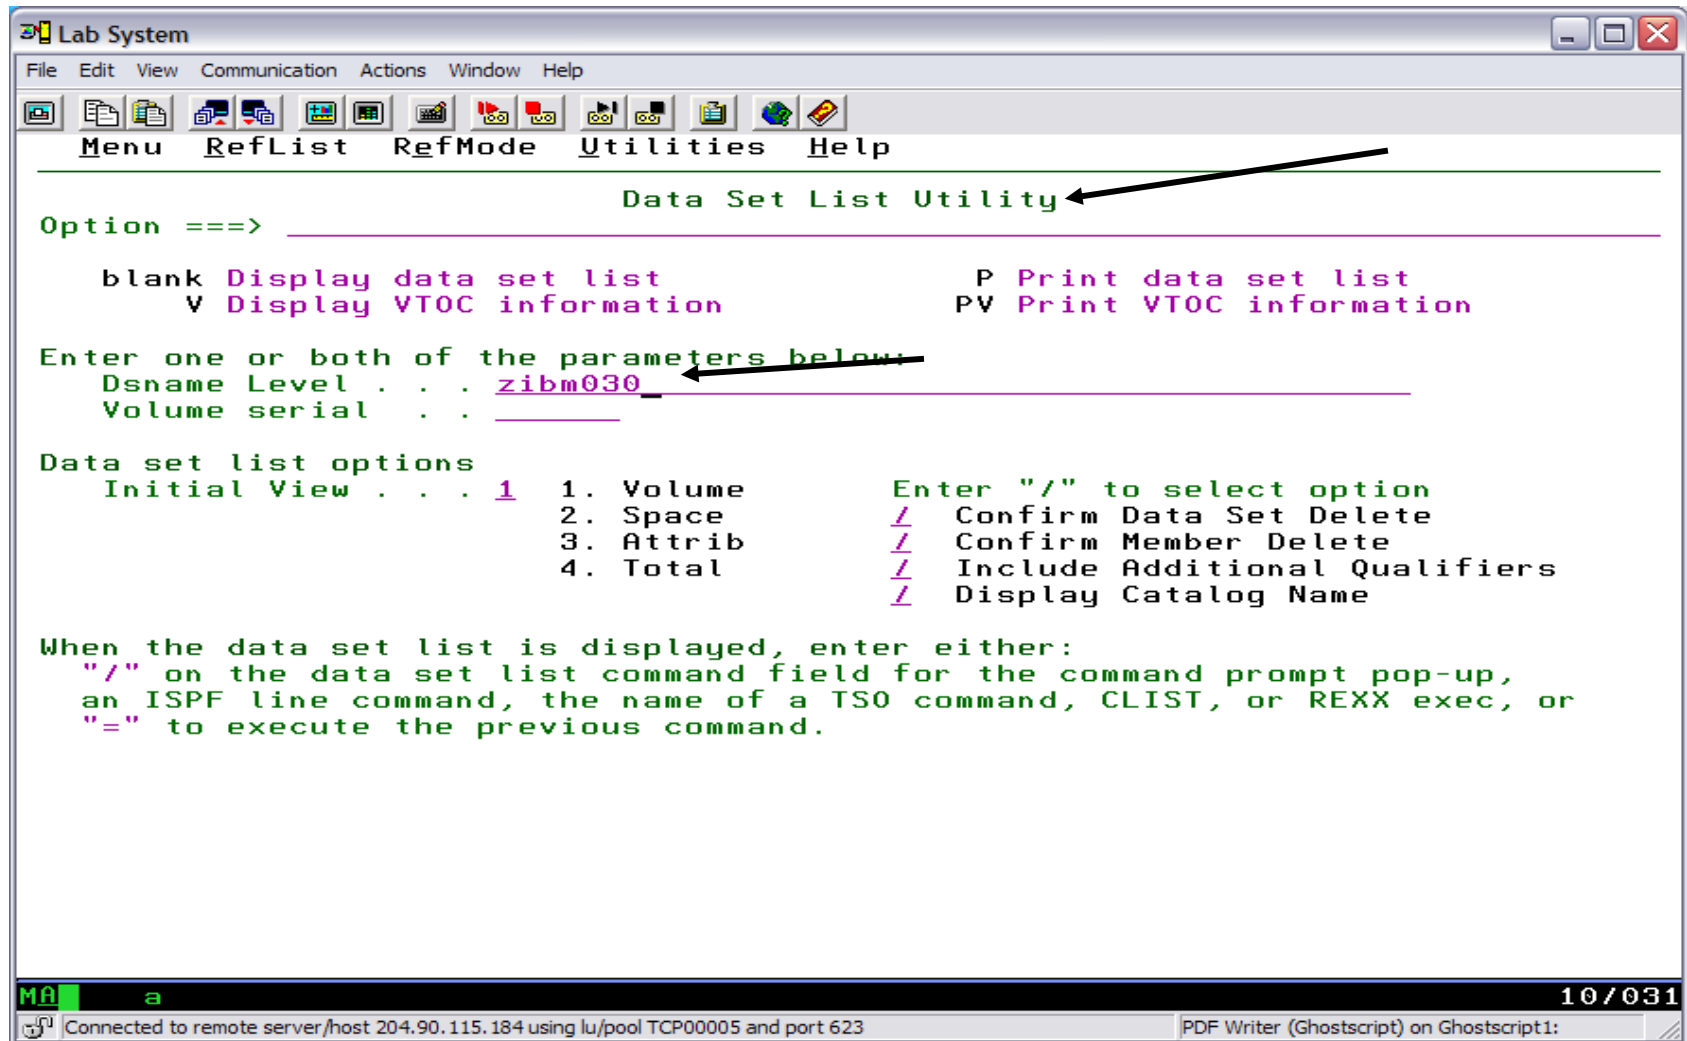 Lab System
File Edit View Communication Actions Window Help
Menu RefList RefMode Utilities Help
Data Set List Utility
Option ===>
blank Display data set list P Print data set list
V Display VTOC information PV Print VTOC information
Enter one or both of the parameters below:
Dsname Level . . . zibm030_
Volume serial . .
Data set list options
Initial View . . . 1 1. Volume Enter "/" to select option
2. Space / Confirm Data Set Delete
3. Attrib / Confirm Member Delete
4. Total / Include Additional Qualifiers
/ Display Catalog Name
When the data set list is displayed, enter either:
"/" on the data set list command field for the command prompt pop-up,
an ISPF line command, the name of a TSO command, CLIST, or REXX exec, or
"=" to execute the previous command.
MA a 10/031
Connected to remote server/host 204.90.115.184 using lu/pool TCP00005 and port 623 PDF Writer (Ghostscript) on Ghostscript1: